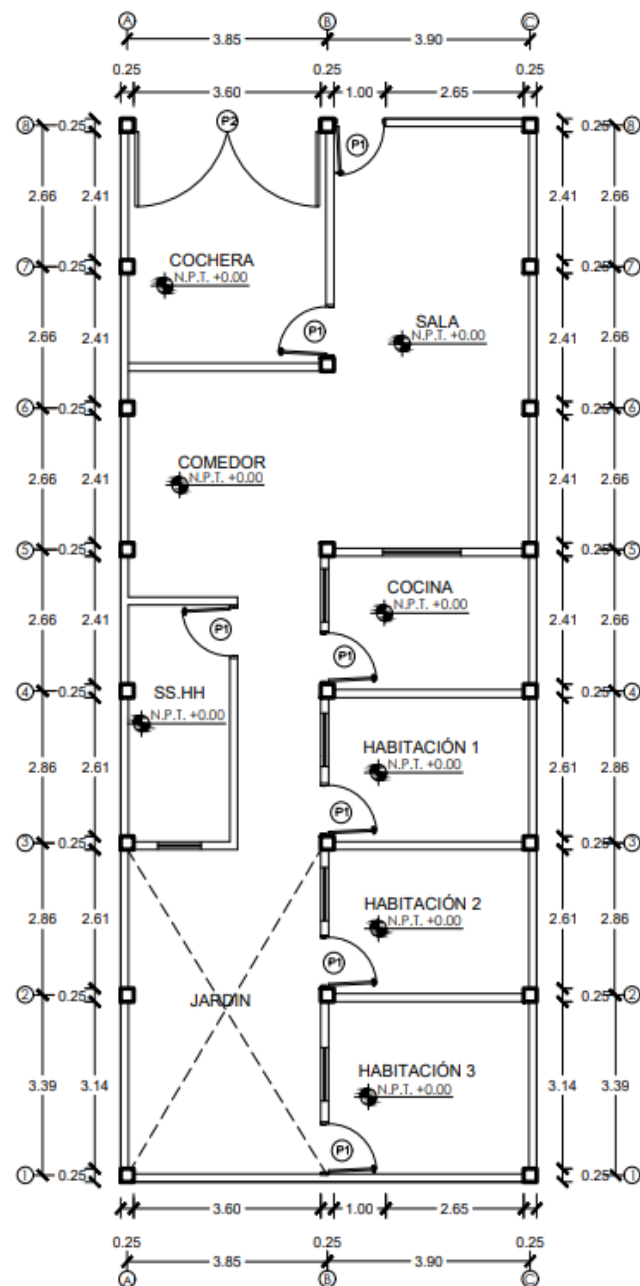 A B C
3.85 3.90
0.25 0.25 0.25
3.60 1.00 2.65
8 0.25 P2 P1 0.25 8
2.66 2.41 2.41 2.66
COCHERA
N.P.T. +0.00
7 0.25 0.25 7
SALA
N.P.T. +0.00
P1
2.66 2.41 2.41 2.66
6 0.25 0.25 6
COMEDOR
N.P.T. +0.00
2.66 2.41 2.41 2.66
5 0.25 0.25 5
COCINA
N.P.T. +0.00
2.66 2.41 P1 2.41 2.66
P1
4 0.25 0.25 4
SS.HH
N.P.T. +0.00
HABITACIÓN 1
N.P.T. +0.00
2.86 2.61 2.61 2.86
P1
3 0.25 0.25 3
HABITACIÓN 2
N.P.T. +0.00
2.86 2.61 2.61 2.86
P1
2 0.25 0.25 2
JARDIN
HABITACIÓN 3
N.P.T. +0.00
3.39 3.14 3.14 3.39
P1
1 0.25 0.25 1
3.60 1.00 2.65
0.25 0.25 0.25
3.85 3.90
A B C